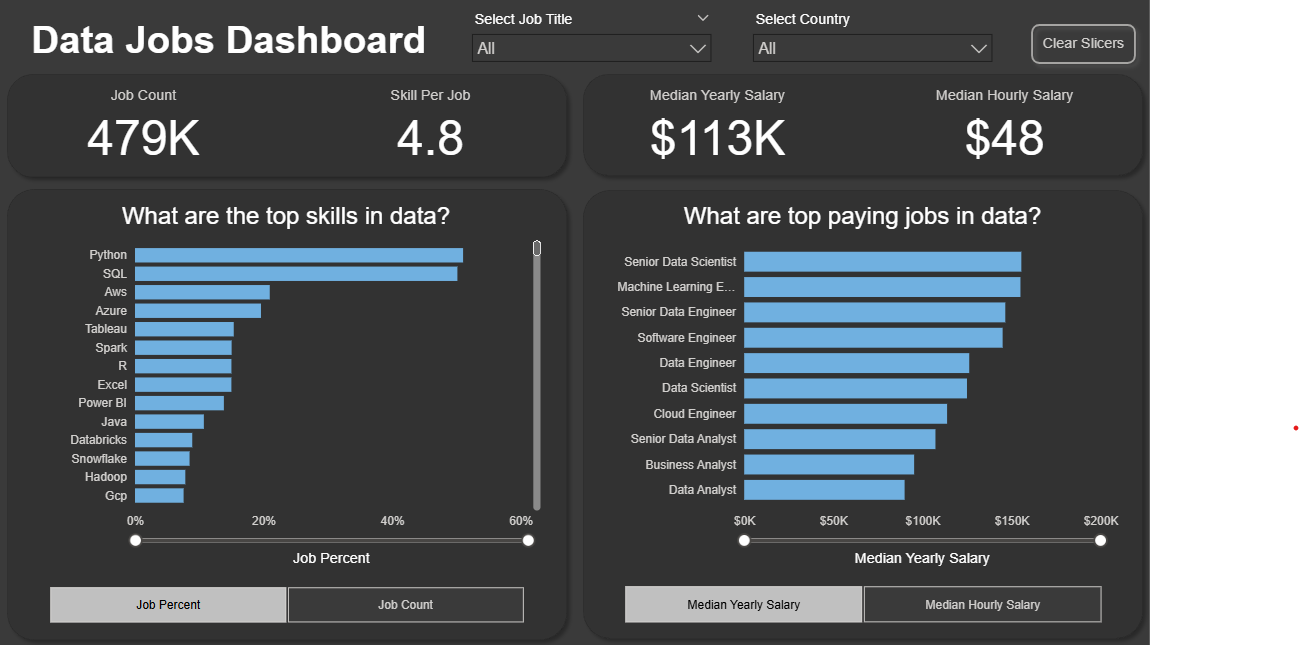 Data Jobs Dashboard
Select Job Title
All
Select Country
All
Clear Slicers
Job Count
479K
Skill Per Job
4.8
Median Yearly Salary
$113K
Median Hourly Salary
$48
What are the top skills in data?
Python
SQL
Aws
Azure
Tableau
Spark
R
Excel
Power BI
Java
Databricks
Snowflake
Hadoop
Gcp
0% 20% 40% 60%
Job Percent
Job Percent
Job Count
What are top paying jobs in data?
Senior Data Scientist
Machine Learning E...
Senior Data Engineer
Software Engineer
Data Engineer
Data Scientist
Cloud Engineer
Senior Data Analyst
Business Analyst
Data Analyst
$0K $50K $100K $150K $200K
Median Yearly Salary
Median Yearly Salary
Median Hourly Salary